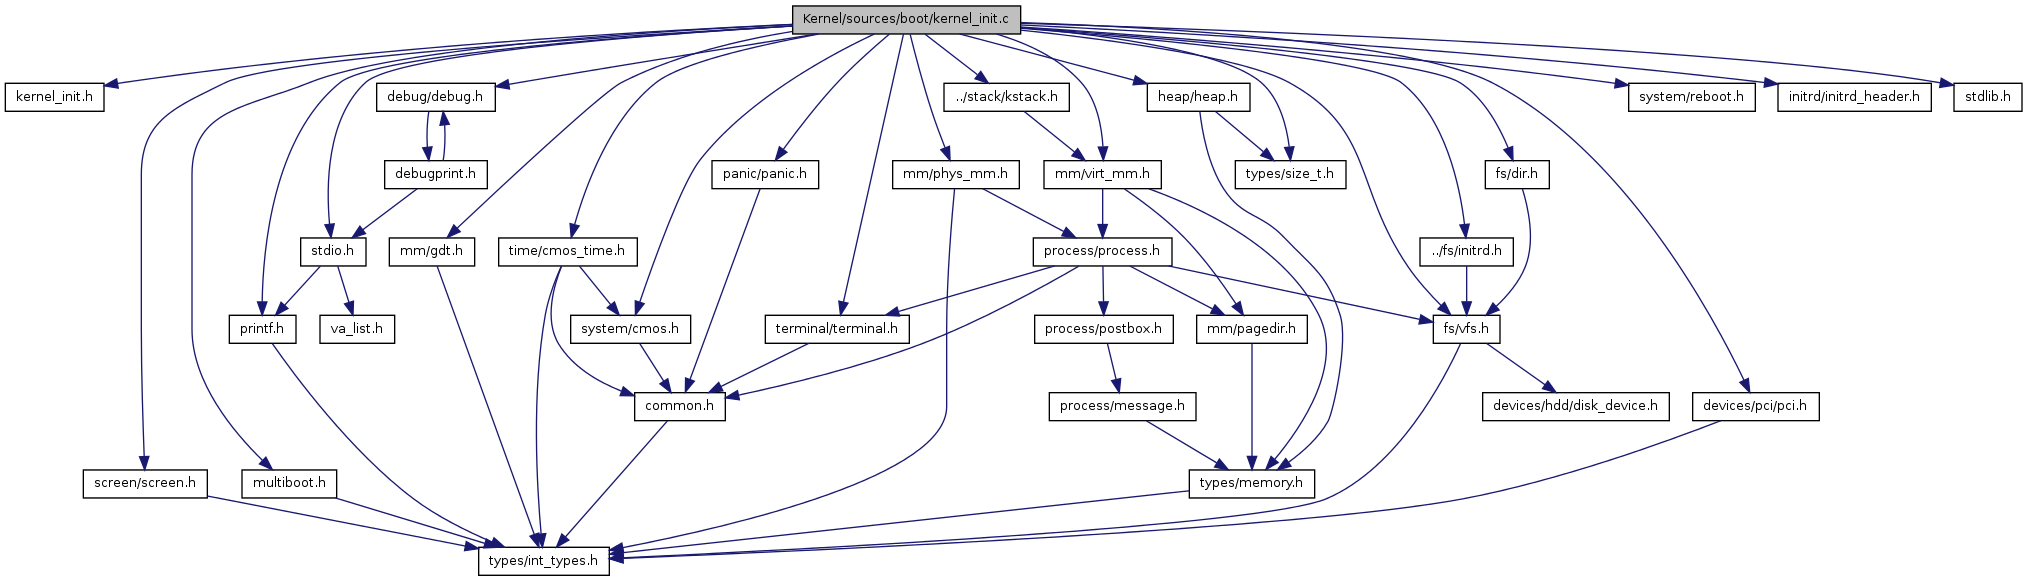 Kernel/sources/boot/kernel_init.c
kernel_init.h
debug/debug.h
../stack/kstack.h
heap/heap.h
system/reboot.h
initrd/initrd_header.h
stdlib.h
debugprint.h
panic/panic.h
mm/phys_mm.h
mm/virt_mm.h
types/size_t.h
fs/dir.h
stdio.h
mm/gdt.h
time/cmos_time.h
process/process.h
../fs/initrd.h
printf.h
va_list.h
system/cmos.h
terminal/terminal.h
process/postbox.h
mm/pagedir.h
fs/vfs.h
common.h
process/message.h
devices/hdd/disk_device.h
devices/pci/pci.h
screen/screen.h
multiboot.h
types/memory.h
types/int_types.h